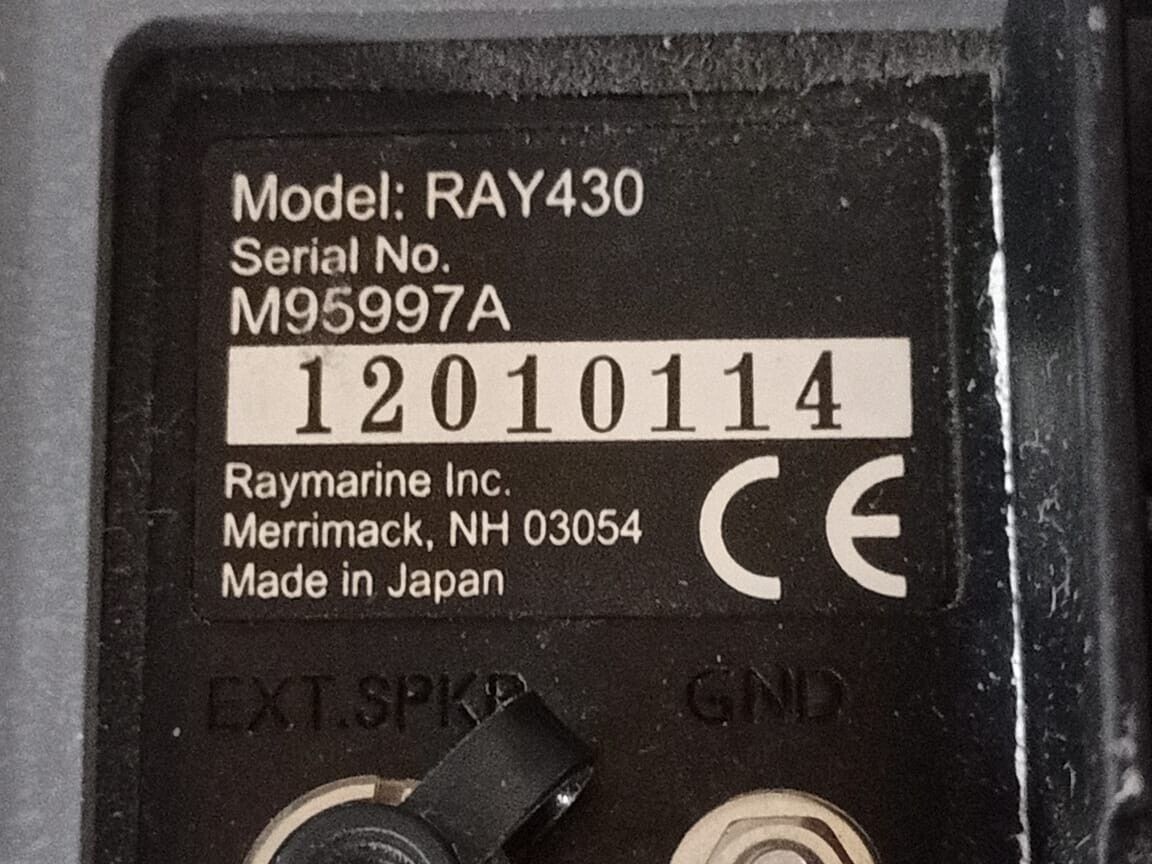 Model: RAY430
Serial No.
M95997A
12010114
Raymarine Inc.
Merrimack, NH 03054
Made in Japan
CE
EXT.SPKR GND